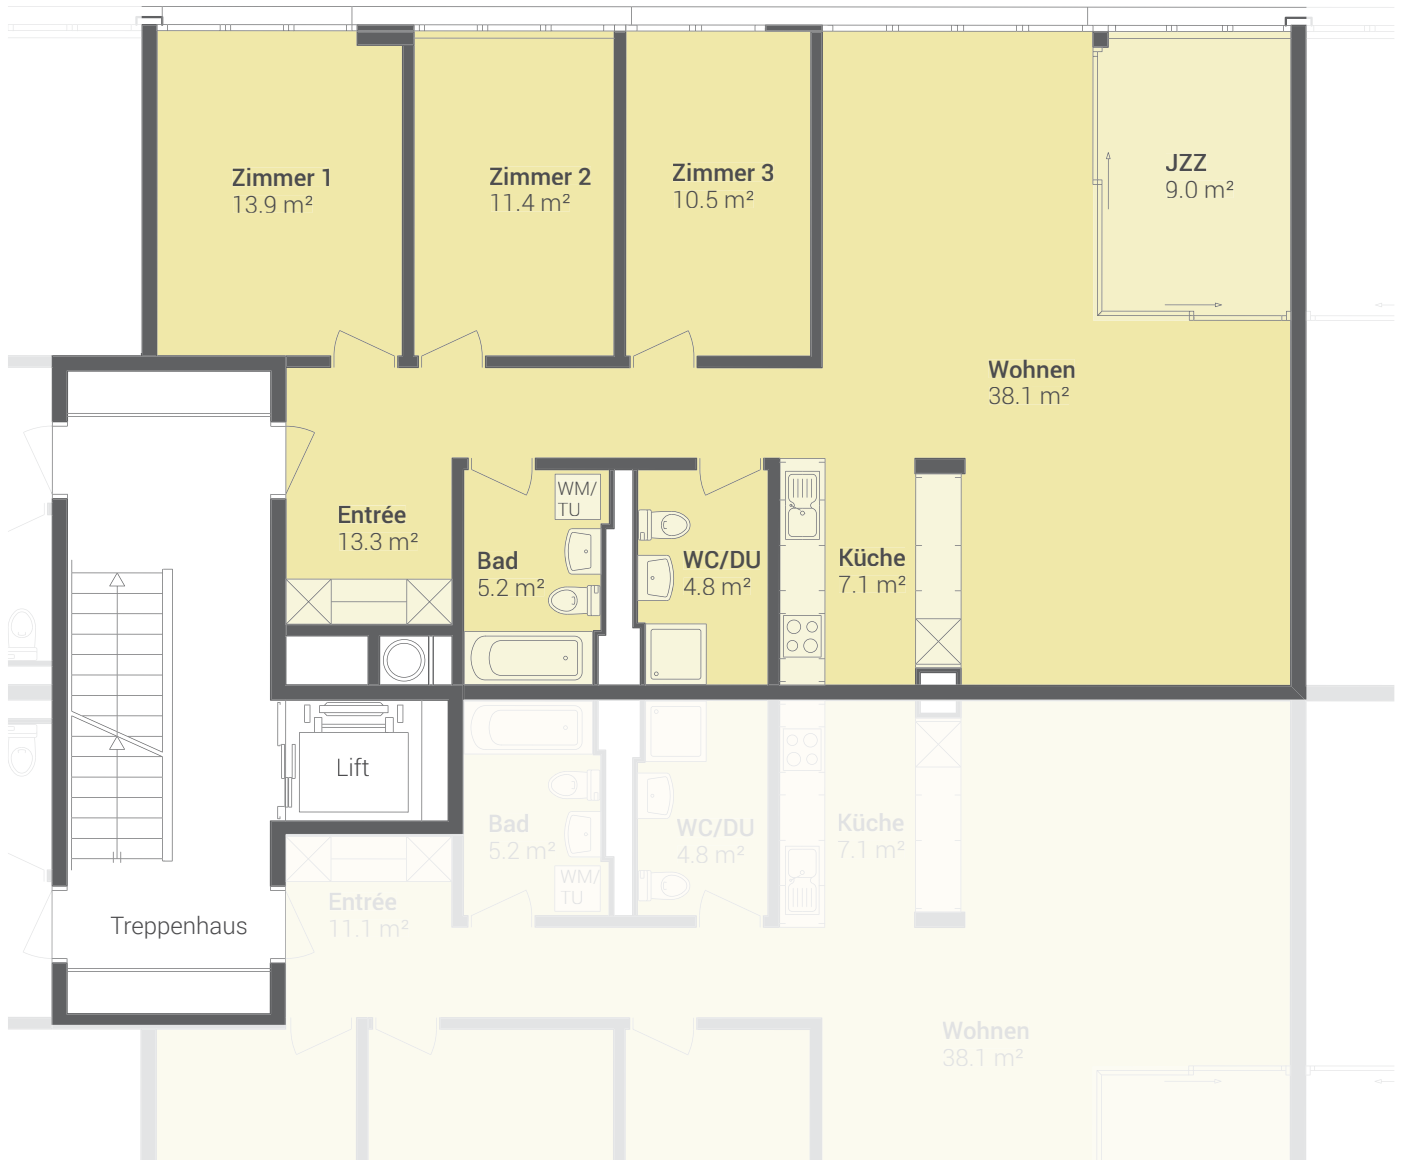 Zimmer 1
13.9 m²
Zimmer 2
11.4 m²
Zimmer 3
10.5 m²
JZZ
9.0 m²
Wohnen
38.1 m²
Entrée
13.3 m²
Bad
5.2 m²
WM/
TU
WC/DU
4.8 m²
Küche
7.1 m²
Lift
Treppenhaus
Bad
5.2 m²
WM/
TU
WC/DU
4.8 m²
Küche
7.1 m²
Entrée
11.1 m²
Wohnen
38.1 m²